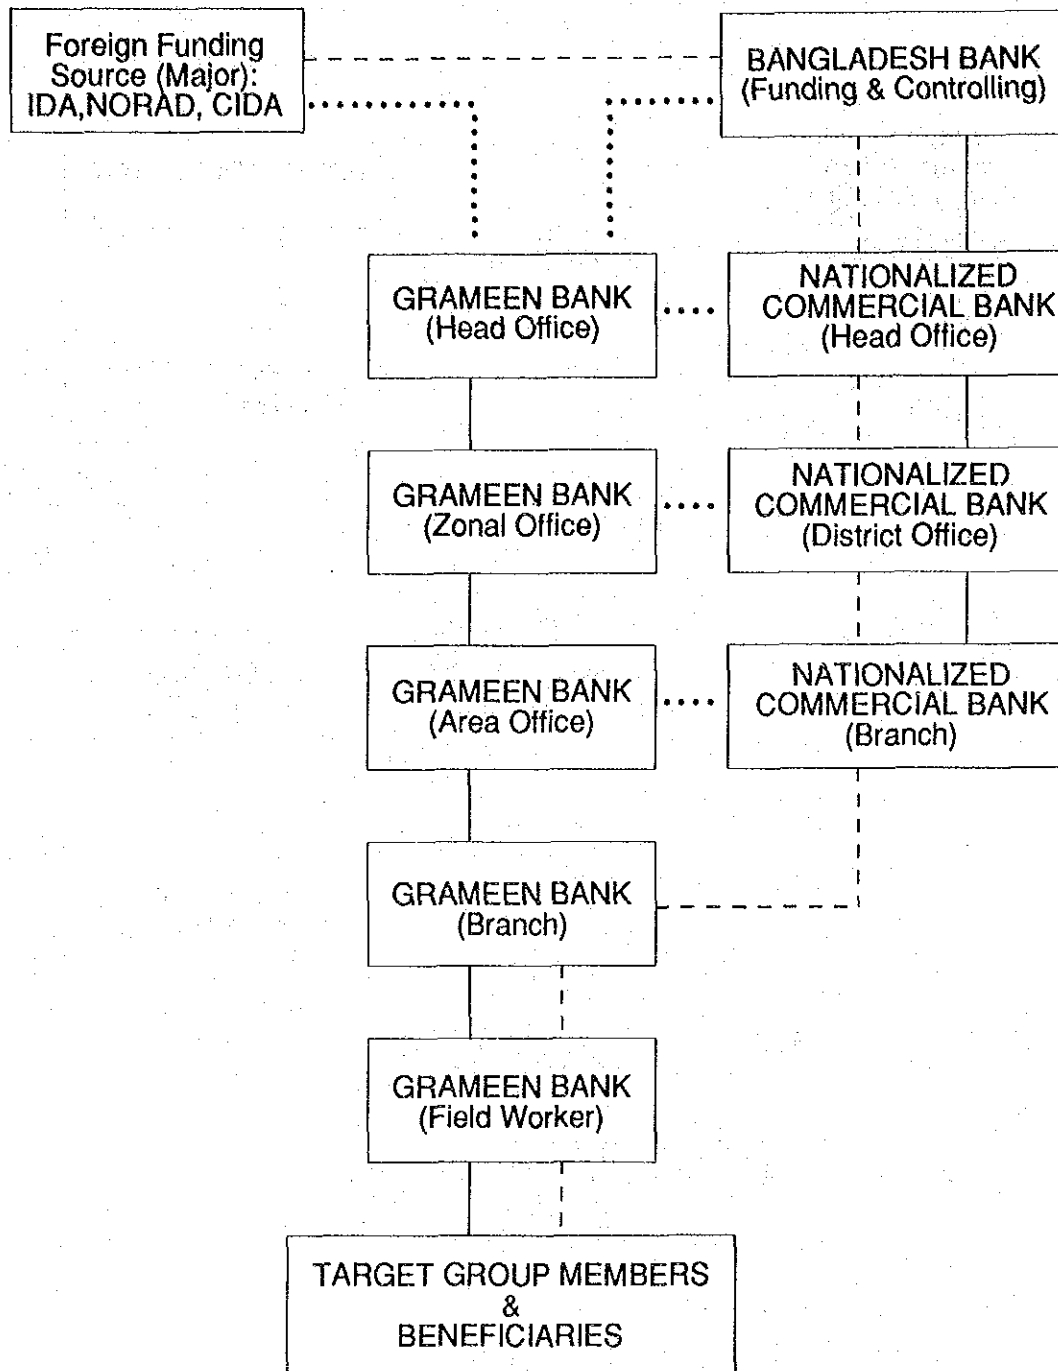 Foreign Funding
Source (Major):
IDA,NORAD, CIDA
BANGLADESH BANK
(Funding & Controlling)
GRAMEEN BANK
(Head Office)
NATIONALIZED
COMMERCIAL BANK
(Head Office)
GRAMEEN BANK
(Zonal Office)
NATIONALIZED
COMMERCIAL BANK
(District Office)
GRAMEEN BANK
(Area Office)
NATIONALIZED
COMMERCIAL BANK
(Branch)
GRAMEEN BANK
(Branch)
GRAMEEN BANK
(Field Worker)
TARGET GROUP MEMBERS
&
BENEFICIARIES